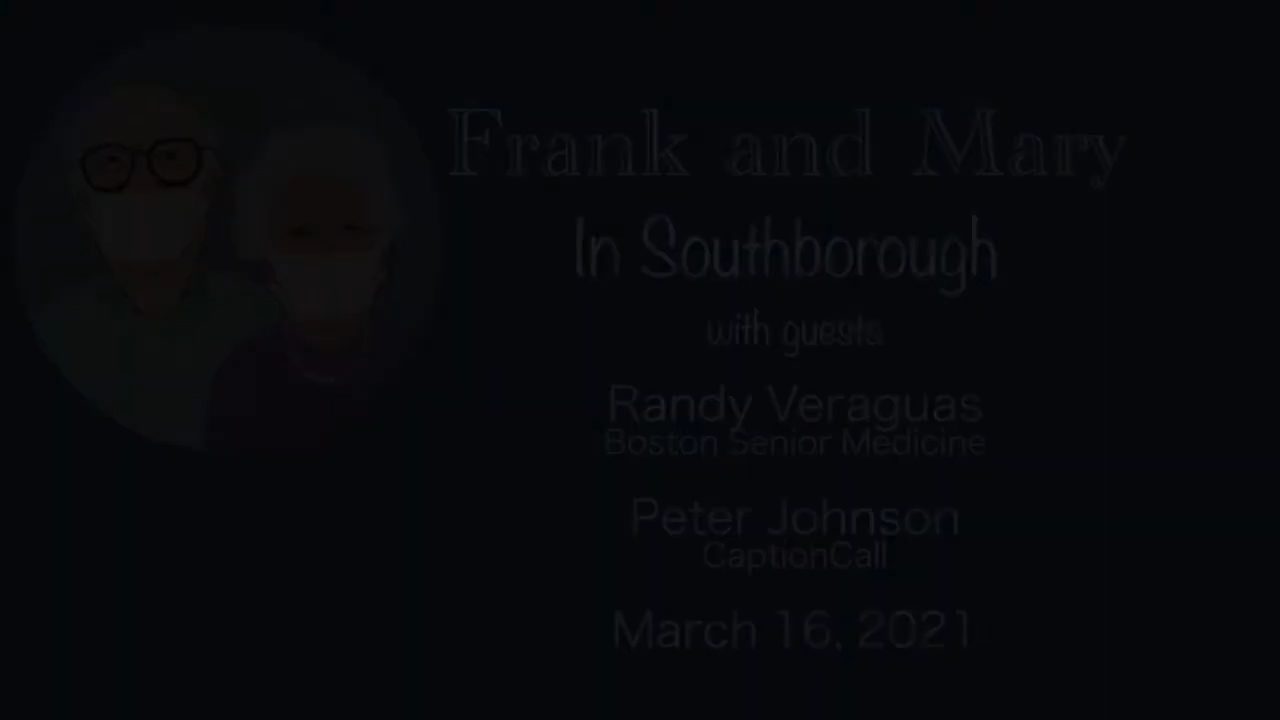 Frank and Mary
In Southborough
with guests
Randy Veraguas
Boston Senior Medicine
Peter Johnson
CaptionCall
March 16, 2021